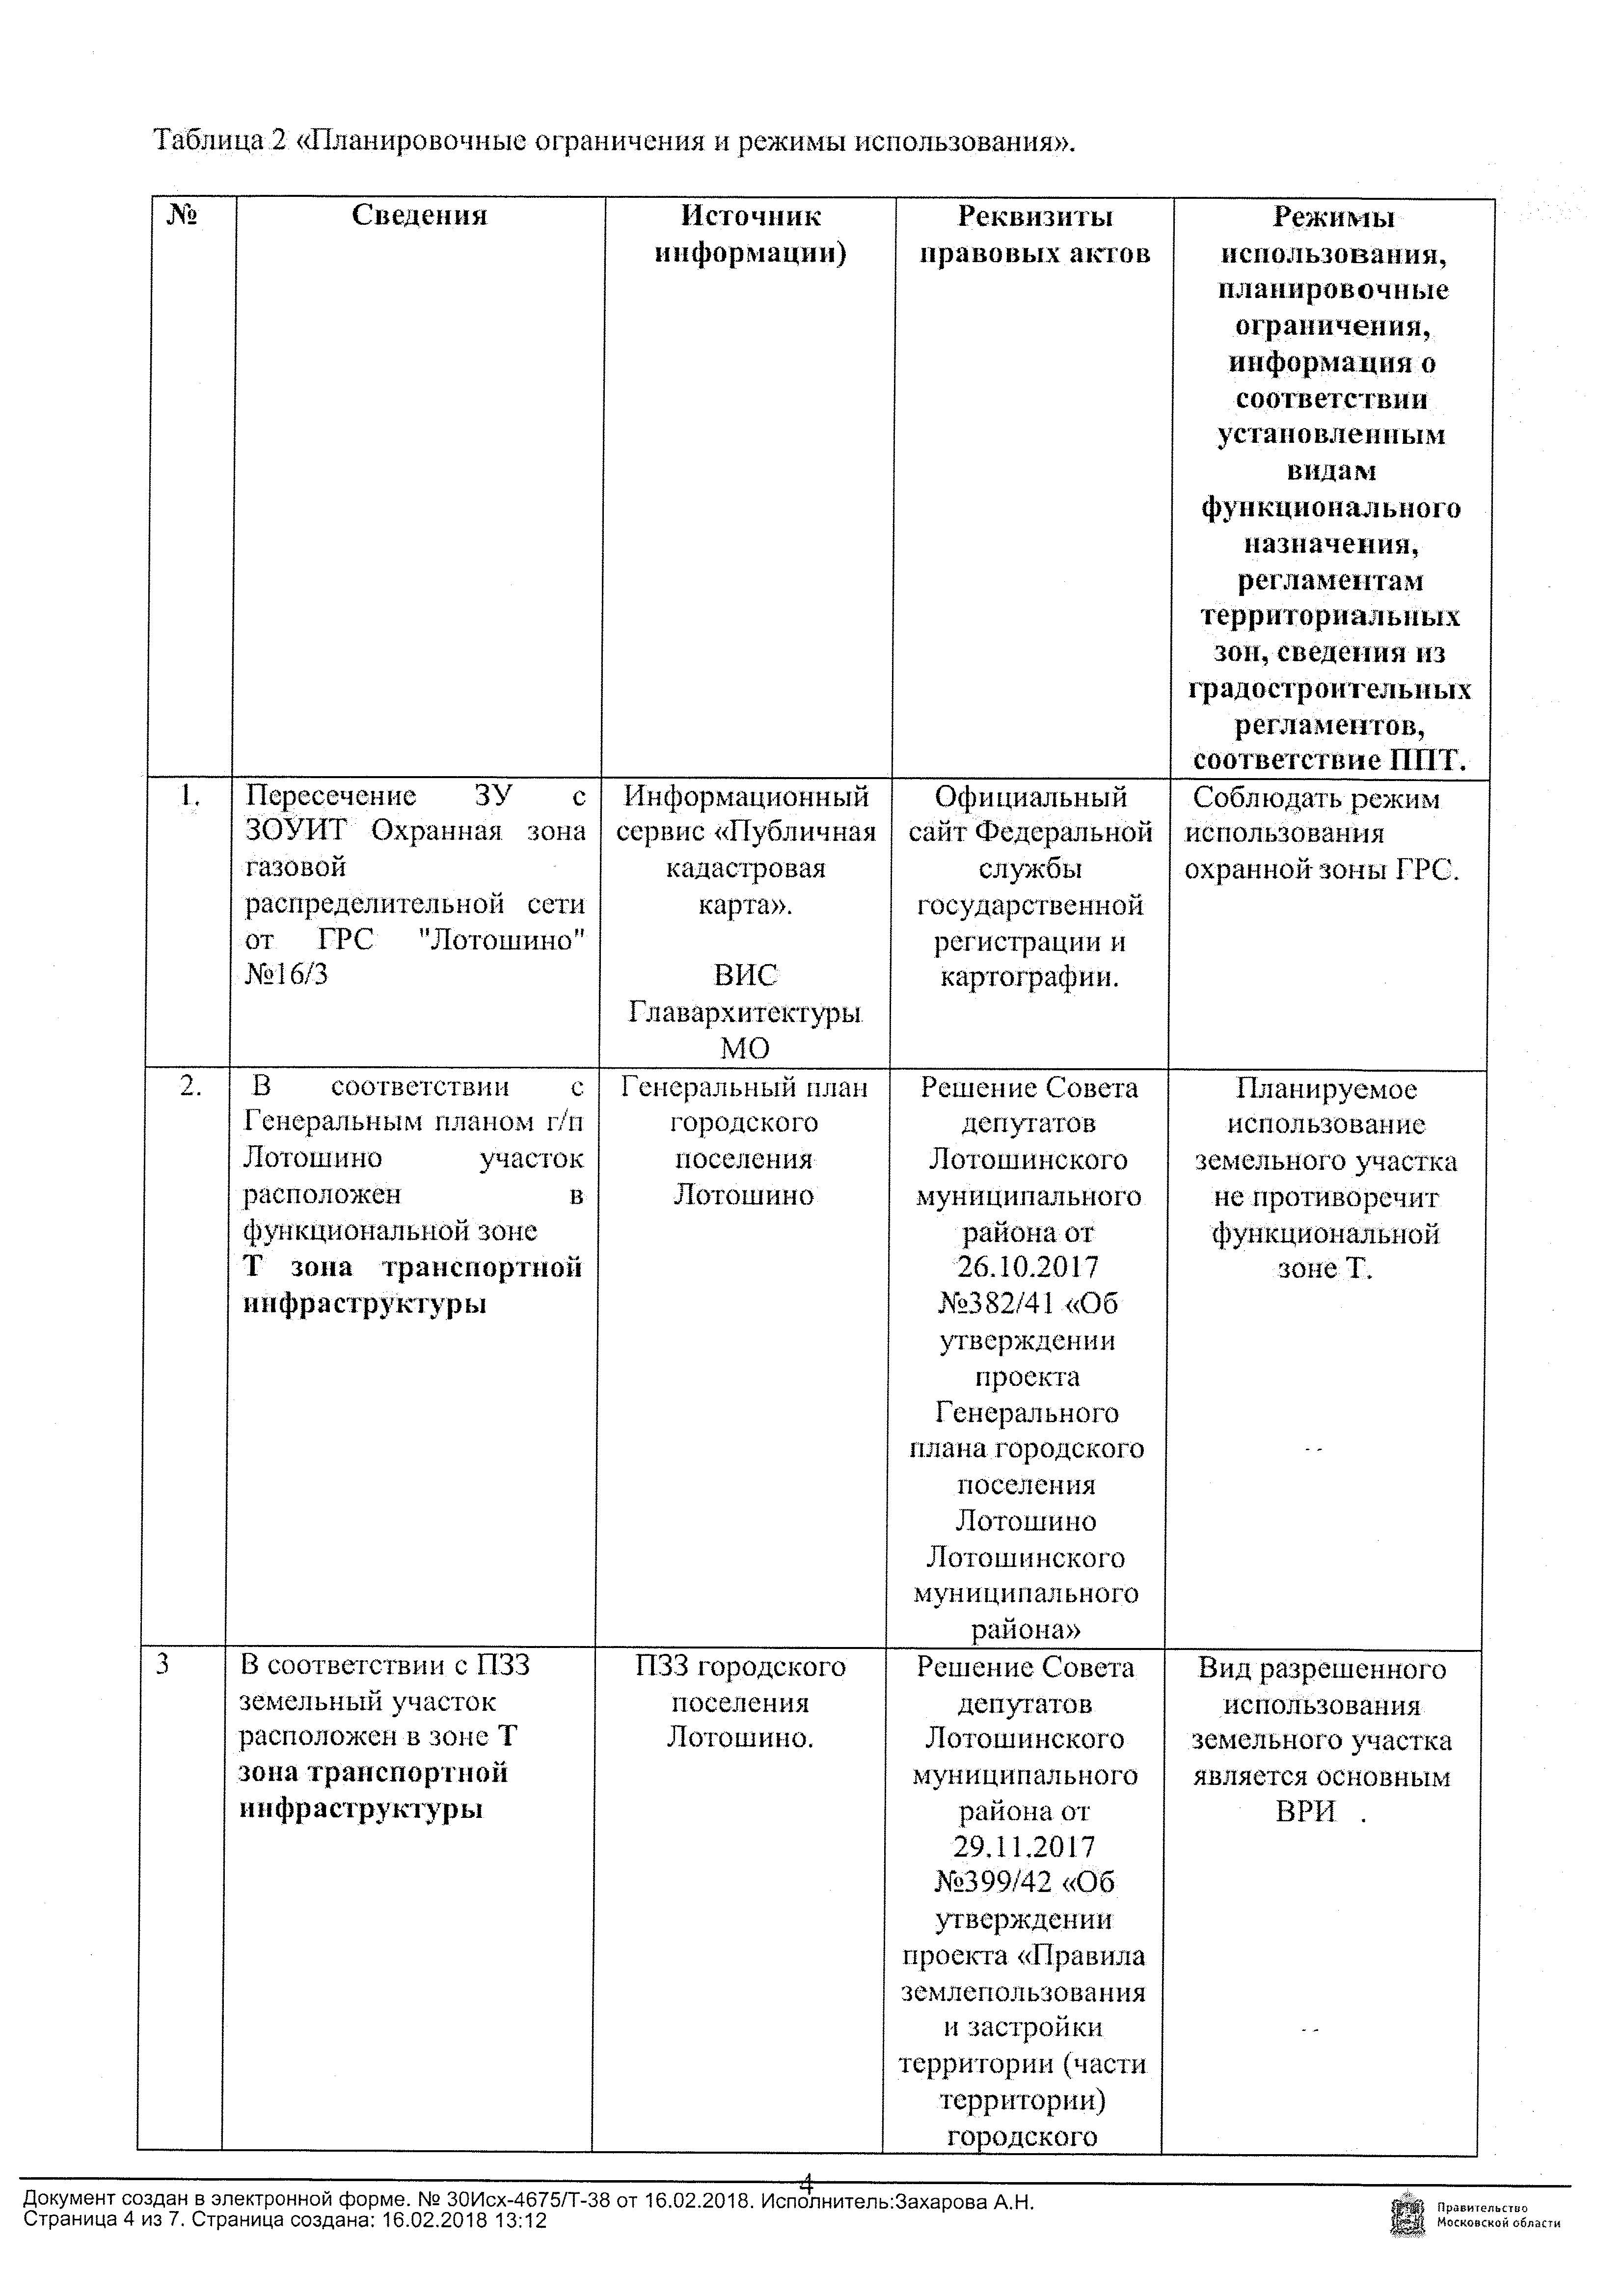 Таблица 2 «Планировочные ограничения и режимы использования».
№
Сведения
Источник
информации)
Реквизиты
правовых актов
Режимы
использования,
планировочные
ограничения,
информация о
соответствии
установленным
видам
функционального
назначения,
регламентам
территориальных
зон, сведения из
градостроительных
регламентов,
соответствие ППТ.
1.
Пересечение ЗУ с
ЗОУИТ Охранная зона
газовой
распределительной сети
от ГРС "Лотошино"
№16/3
Информационный
сервис «Публичная
кадастровая
карта».
ВИС
Главархитектуры
МО
Официальный
сайт Федеральной
службы
государственной
регистрации и
картографии.
Соблюдать режим
использования
охранной зоны ГРС.
2.
В соответствии с
Генеральным планом г/п
Лотошино участок
расположен в
функциональной зоне
Т зона транспортной
инфраструктуры
Генеральный план
городского
поселения
Лотошино
Решение Совета
депутатов
Лотошинского
муниципального
района от
26.10.2017
№382/41 «Об
утверждении
проекта
Генерального
плана городского
поселения
Лотошино
Лотошинского
муниципального
района»
Планируемое
использование
земельного участка
не противоречит
функциональной
зоне Т.
- -
3
В соответствии с ПЗЗ
земельный участок
расположен в зоне Т
зона транспортной
инфраструктуры
ПЗЗ городского
поселения
Лотошино.
Решение Совета
депутатов
Лотошинского
муниципального
района от
29.11.2017
№399/42 «Об
утверждении
проекта «Правила
землепользования
и застройки
территории (части
территории)
городского
Вид разрешенного
использования
земельного участка
является основным
ВРИ .
- -
4
Документ создан в электронной форме. № 30Исх-4675/Т-38 от 16.02.2018. Исполнитель:Захарова А.Н.
Страница 4 из 7. Страница создана: 16.02.2018 13:12
Правительство
Московской области